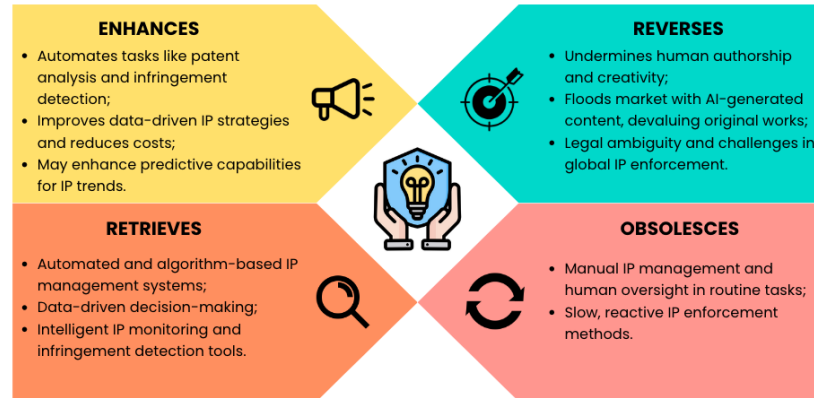 ENHANCES
• Automates tasks like patent
analysis and infringement
detection;
• Improves data-driven IP strategies
and reduces costs;
• May enhance predictive capabilities
for IP trends.
REVERSES
• Undermines human authorship
and creativity;
• Floods market with AI-generated
content, devaluing original works;
• Legal ambiguity and challenges in
global IP enforcement.
RETRIEVES
• Automated and algorithm-based IP
management systems;
• Data-driven decision-making;
• Intelligent IP monitoring and
infringement detection tools.
OBSOLESCES
• Manual IP management and
human oversight in routine tasks;
• Slow, reactive IP enforcement
methods.